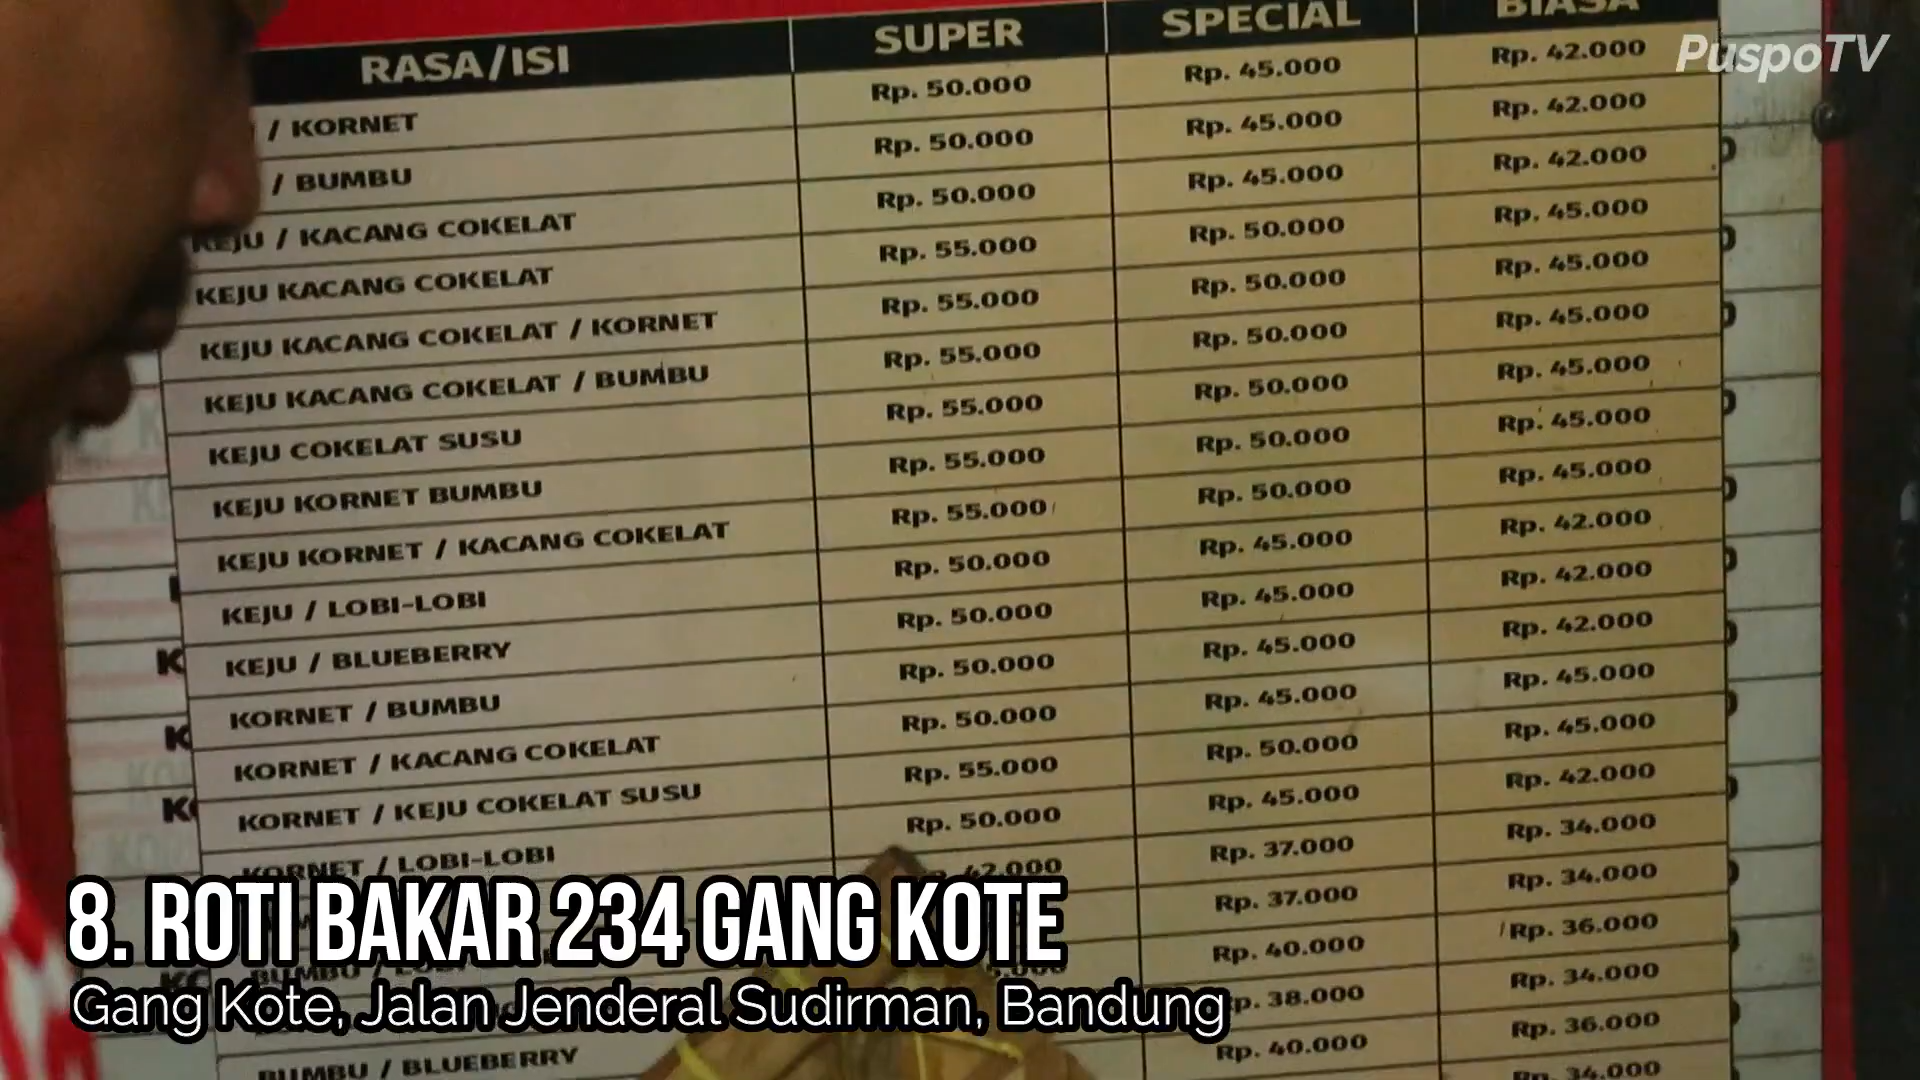 PuspoTV
RASA/ISI SUPER SPECIAL BIASA
/ KORNET Rp. 50.000 Rp. 45.000 Rp. 42.000
/ BUMBU Rp. 50.000 Rp. 45.000 Rp. 42.000
KEJU / KACANG COKELAT Rp. 50.000 Rp. 45.000 Rp. 42.000
KEJU KACANG COKELAT Rp. 55.000 Rp. 50.000 Rp. 45.000
KEJU KACANG COKELAT / KORNET Rp. 55.000 Rp. 50.000 Rp. 45.000
KEJU KACANG COKELAT / BUMBU Rp. 55.000 Rp. 50.000 Rp. 45.000
KEJU COKELAT SUSU Rp. 55.000 Rp. 50.000 Rp. 45.000
KEJU KORNET BUMBU Rp. 55.000 Rp. 50.000 Rp. 45.000
KEJU KORNET / KACANG COKELAT Rp. 55.000 Rp. 50.000 Rp. 45.000
KEJU / LOBI-LOBI Rp. 50.000 Rp. 45.000 Rp. 42.000
KEJU / BLUEBERRY Rp. 50.000 Rp. 45.000 Rp. 42.000
KORNET / BUMBU Rp. 50.000 Rp. 45.000 Rp. 42.000
KORNET / KACANG COKELAT Rp. 50.000 Rp. 45.000 Rp. 45.000
KORNET / KEJU COKELAT SUSU Rp. 55.000 Rp. 50.000 Rp. 45.000
KORNET / LOBI-LOBI Rp. 50.000 Rp. 45.000 Rp. 42.000
42.000 Rp. 37.000 Rp. 34.000
Rp. 37.000 Rp. 34.000
Rp. 40.000 Rp. 36.000
Rp. 38.000 Rp. 34.000
BUMBU / BLUEBERRY Rp. 40.000 Rp. 36.000
Rp. 34.000
8. ROTI BAKAR 234 GANG KOTE
Gang Kote, Jalan Jenderal Sudirman, Bandung